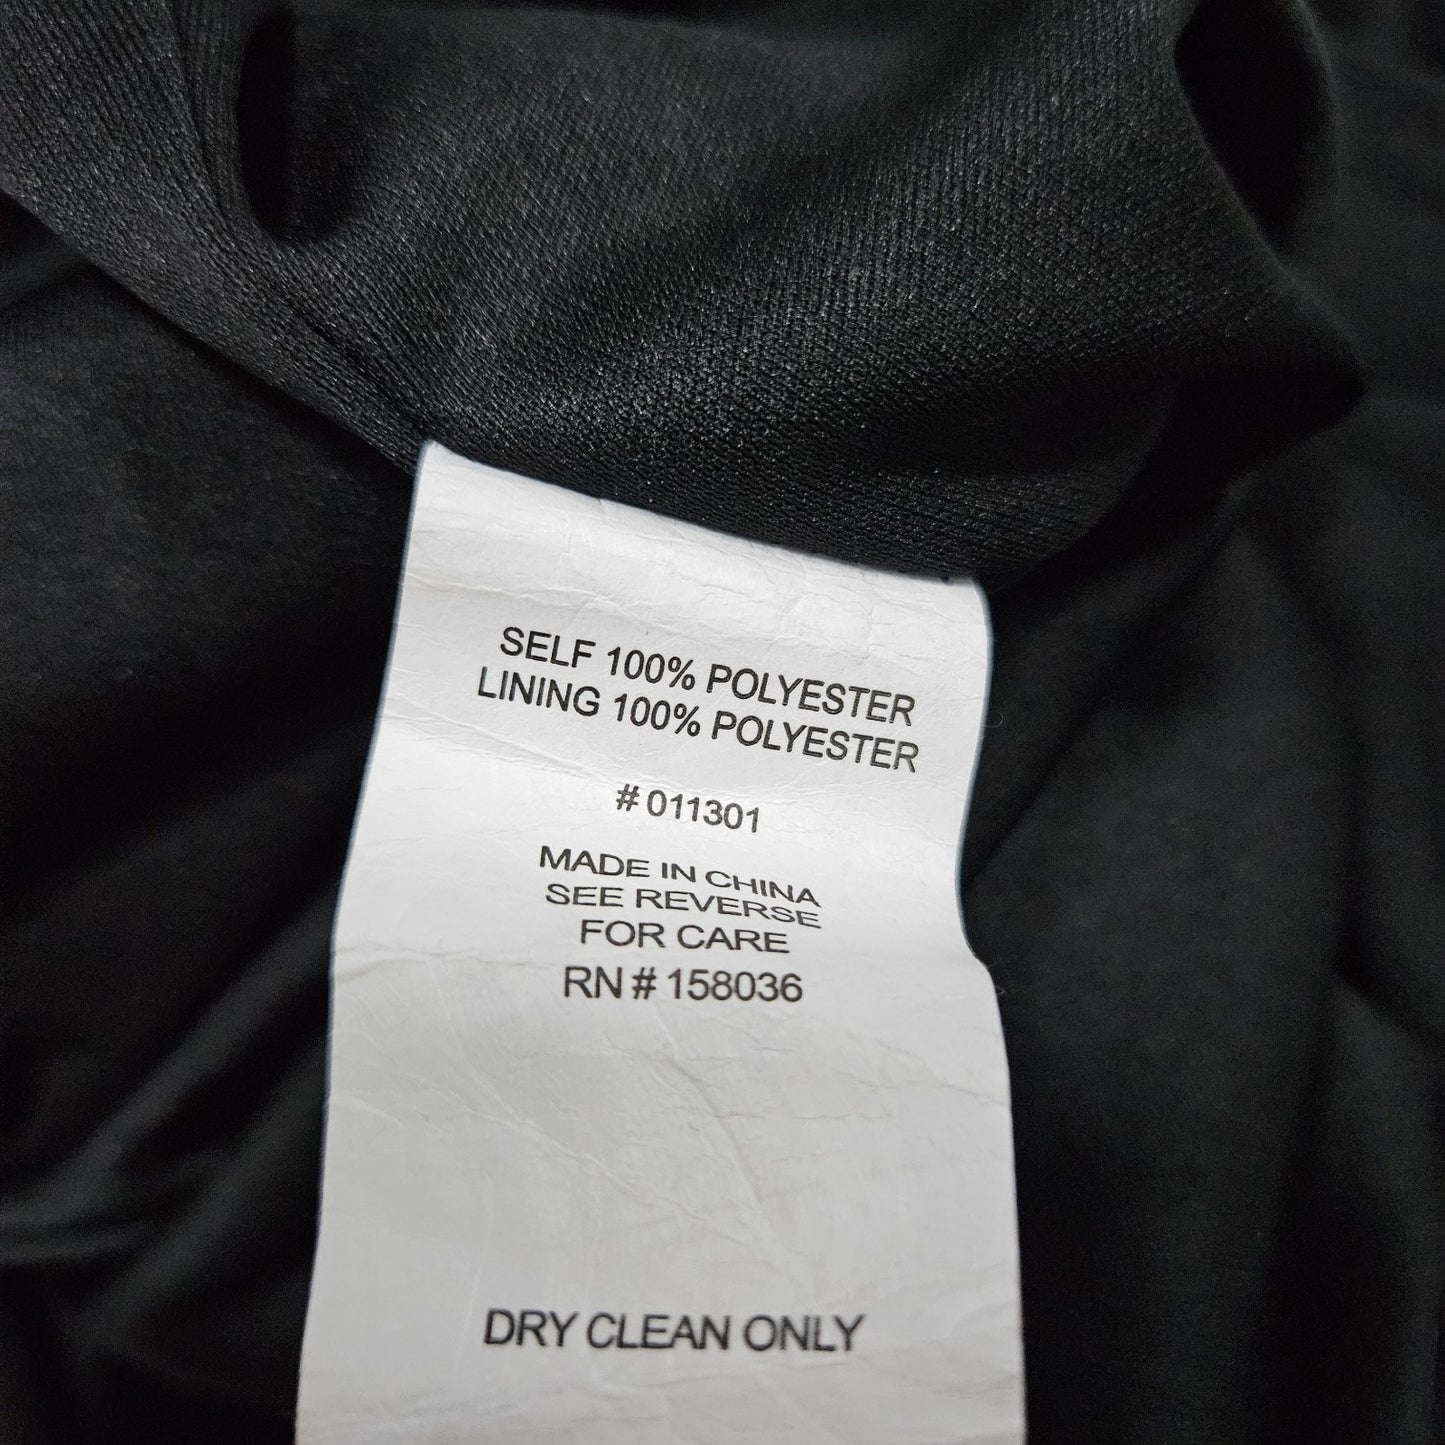 SELF 100% POLYESTER
LINING 100% POLYESTER
# 011301
MADE IN CHINA
SEE REVERSE
FOR CARE
RN # 158036
DRY CLEAN ONLY